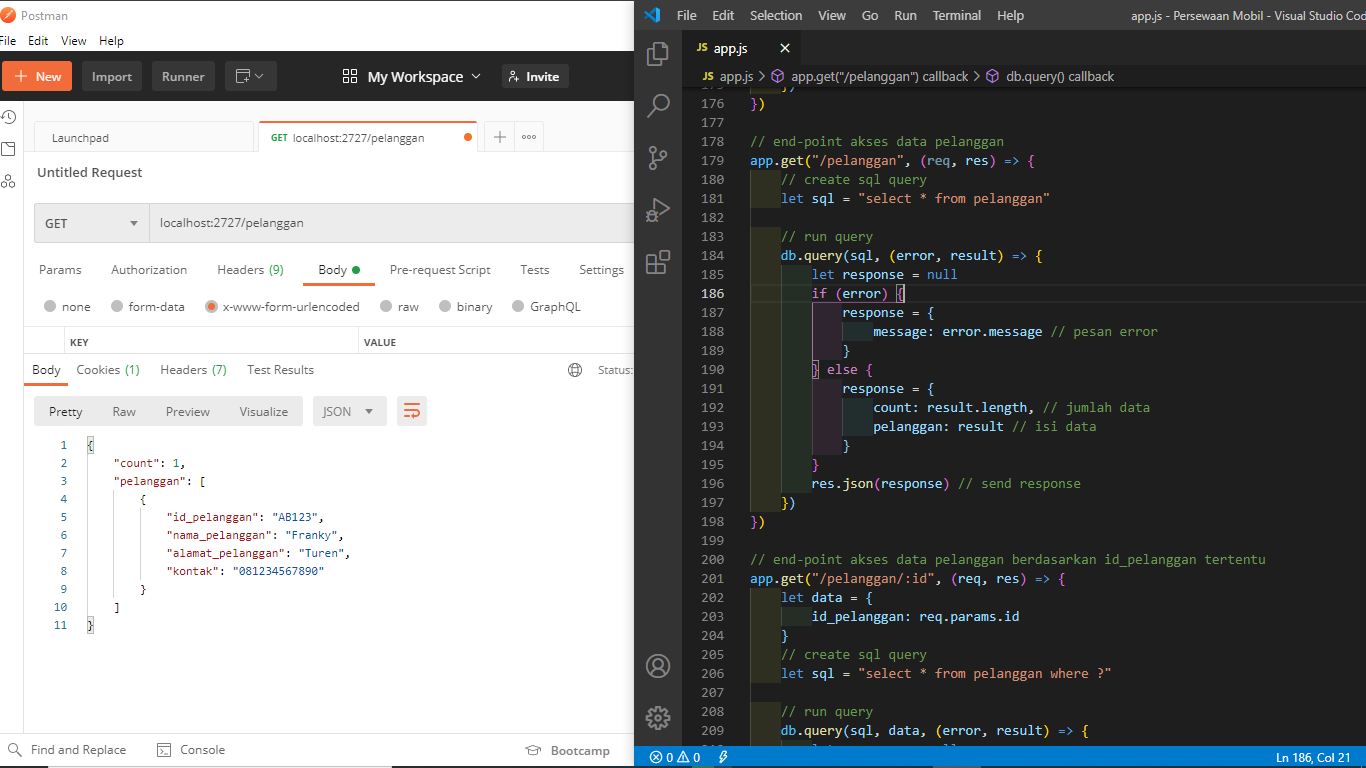 Postman
File Edit View Help
+ New Import Runner My Workspace Invite
Launchpad GET localhost:2727/pelanggan
Untitled Request
GET localhost:2727/pelanggan
Params Authorization Headers (9) Body Pre-request Script Tests Settings
none form-data x-www-form-urlencoded raw binary GraphQL
KEY VALUE
Body Cookies (1) Headers (7) Test Results Status:
Pretty Raw Preview Visualize JSON
1 {
2 "count": 1,
3 "pelanggan": [
4 {
5 "id_pelanggan": "AB123",
6 "nama_pelanggan": "Franky",
7 "alamat_pelanggan": "Turen",
8 "kontak": "081234567890"
9 }
10 ]
11 }
Find and Replace Console Bootcamp
File Edit Selection View Go Run Terminal Help app.js - Persewaan Mobil - Visual Studio Cod
JS app.js
JS app.js > app.get("/pelanggan") callback > db.query() callback
176 })
177
178 // end-point akses data pelanggan
179 app.get("/pelanggan", (req, res) => {
180 // create sql query
181 let sql = "select * from pelanggan"
182
183 // run query
184 db.query(sql, (error, result) => {
185 let response = null
186 if (error) {
187 response = {
188 message: error.message // pesan error
189 }
190 } else {
191 response = {
192 count: result.length, // jumlah data
193 pelanggan: result // isi data
194 }
195 }
196 res.json(response) // send response
197 })
198 })
199
200 // end-point akses data pelanggan berdasarkan id_pelanggan tertentu
201 app.get("/pelanggan/:id", (req, res) => {
202 let data = {
203 id_pelanggan: req.params.id
204 }
205 // create sql query
206 let sql = "select * from pelanggan where ?"
207
208 // run query
209 db.query(sql, data, (error, result) => {
0 0 Ln 186, Col 21